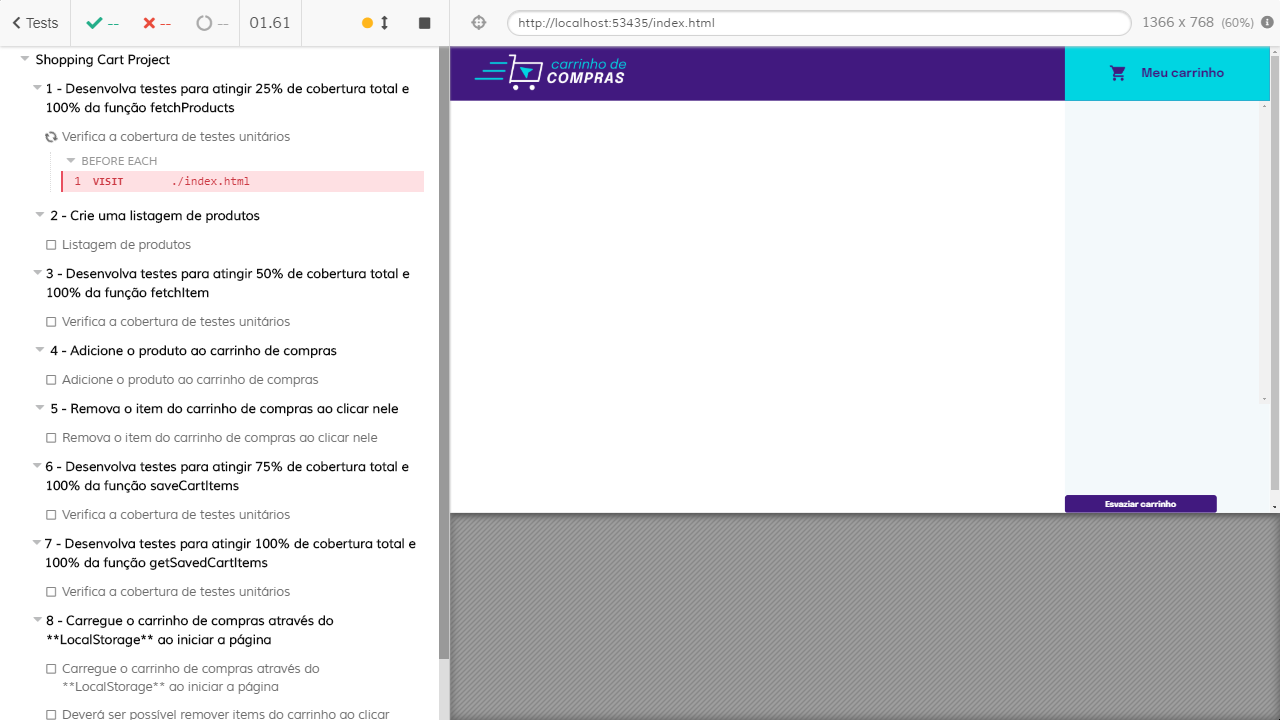 Tests
--
--
--
01.61
http://localhost:53435/index.html
1366 x 768 (60%)
Shopping Cart Project
1 - Desenvolva testes para atingir 25% de cobertura total e
100% da função fetchProducts
Verifica a cobertura de testes unitários
BEFORE EACH
1 VISIT ./index.html
2 - Crie uma listagem de produtos
Listagem de produtos
3 - Desenvolva testes para atingir 50% de cobertura total e
100% da função fetchItem
Verifica a cobertura de testes unitários
4 - Adicione o produto ao carrinho de compras
Adicione o produto ao carrinho de compras
5 - Remova o item do carrinho de compras ao clicar nele
Remova o item do carrinho de compras ao clicar nele
6 - Desenvolva testes para atingir 75% de cobertura total e
100% da função saveCartItems
Verifica a cobertura de testes unitários
7 - Desenvolva testes para atingir 100% de cobertura total e
100% da função getSavedCartItems
Verifica a cobertura de testes unitários
8 - Carregue o carrinho de compras através do
**LocalStorage** ao iniciar a página
Carregue o carrinho de compras através do
**LocalStorage** ao iniciar a página
Deverá ser possível remover items do carrinho ao clicar
carrinho de
COMPRAS
Meu carrinho
Esvaziar carrinho